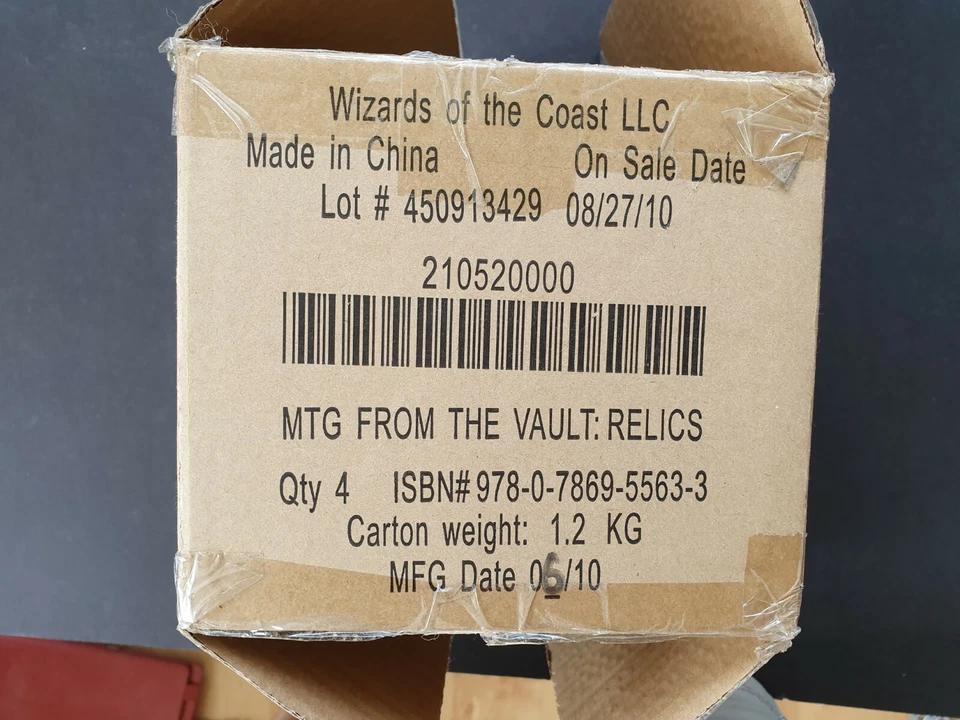 Wizards of the Coast LLC
Made in China On Sale Date
Lot # 450913429 08/27/10
210520000
MTG FROM THE VAULT: RELICS
Qty 4 ISBN# 978-0-7869-5563-3
Carton weight: 1.2 KG
MFG Date 06/10